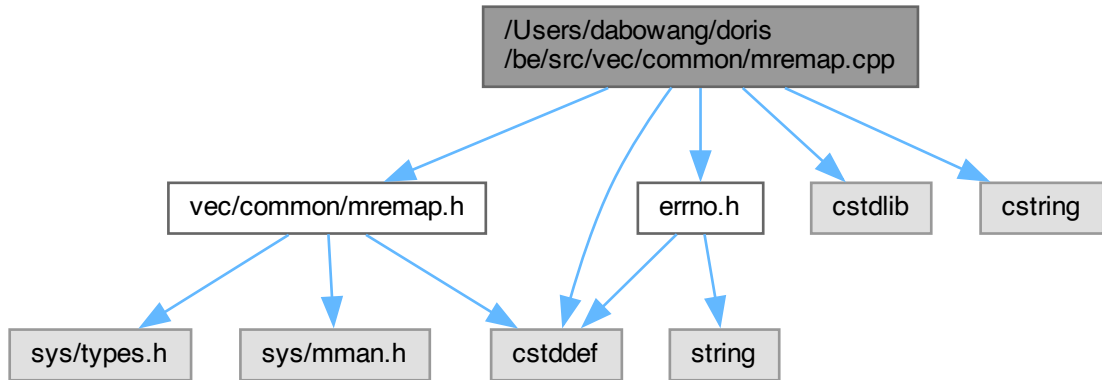 /Users/dabowang/doris
/be/src/vec/common/mremap.cpp
vec/common/mremap.h
errno.h
cstdlib
cstring
sys/types.h
sys/mman.h
cstddef
string